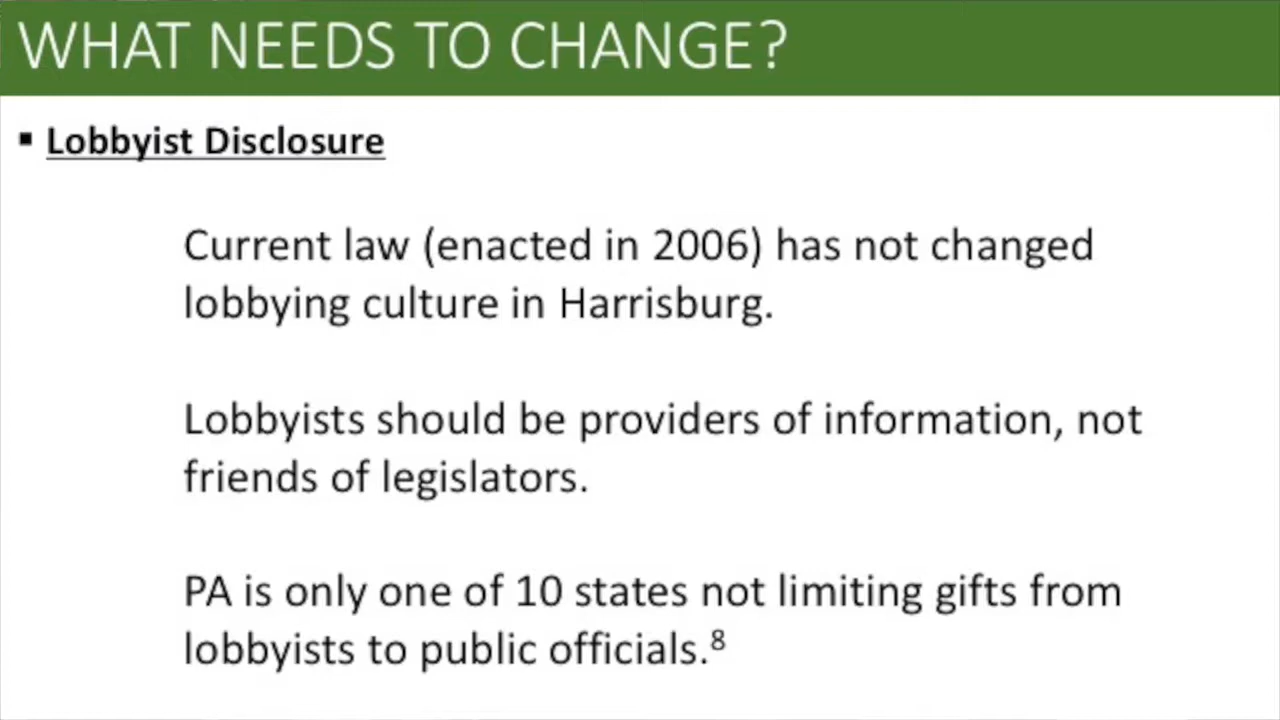 WHAT NEEDS TO CHANGE?
▪ Lobbyist Disclosure
Current law (enacted in 2006) has not changed
lobbying culture in Harrisburg.
Lobbyists should be providers of information, not
friends of legislators.
PA is only one of 10 states not limiting gifts from
lobbyists to public officials.⁸